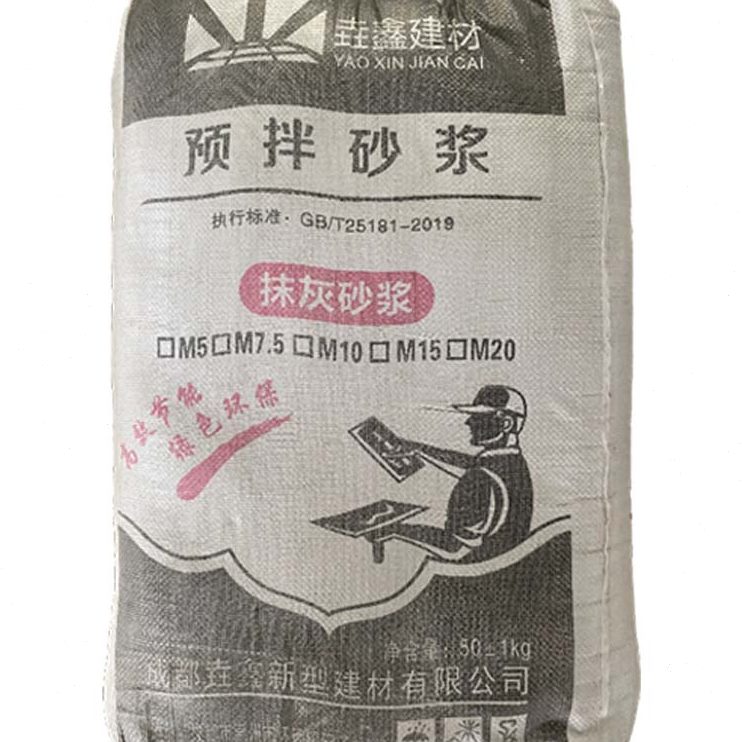 垚鑫建材
YAO XIN JIAN CAI
预拌砂浆
执行标准：GB/T25181-2019
抹灰砂浆
□M5□M7.5□M10□M15□M20
高效节能
绿色环保
净含量：50±1kg
成都垚鑫新型建材有限公司